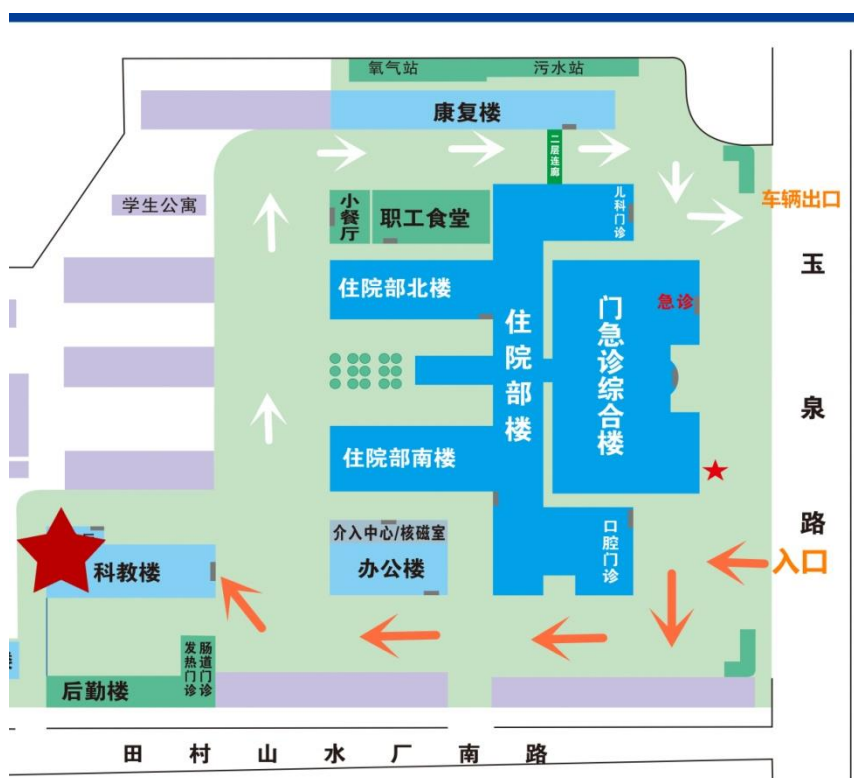 氧气站
污水站
康复楼
二层连廊
学生公寓
小餐厅
职工食堂
儿科门诊
车辆出口
住院部北楼
急诊
玉泉路
住院部楼
门急诊综合楼
住院部南楼
介入中心/核磁室
办公楼
口腔门诊
入口
科教楼
肠道门诊
发热门诊
后勤楼
田村山水厂南路